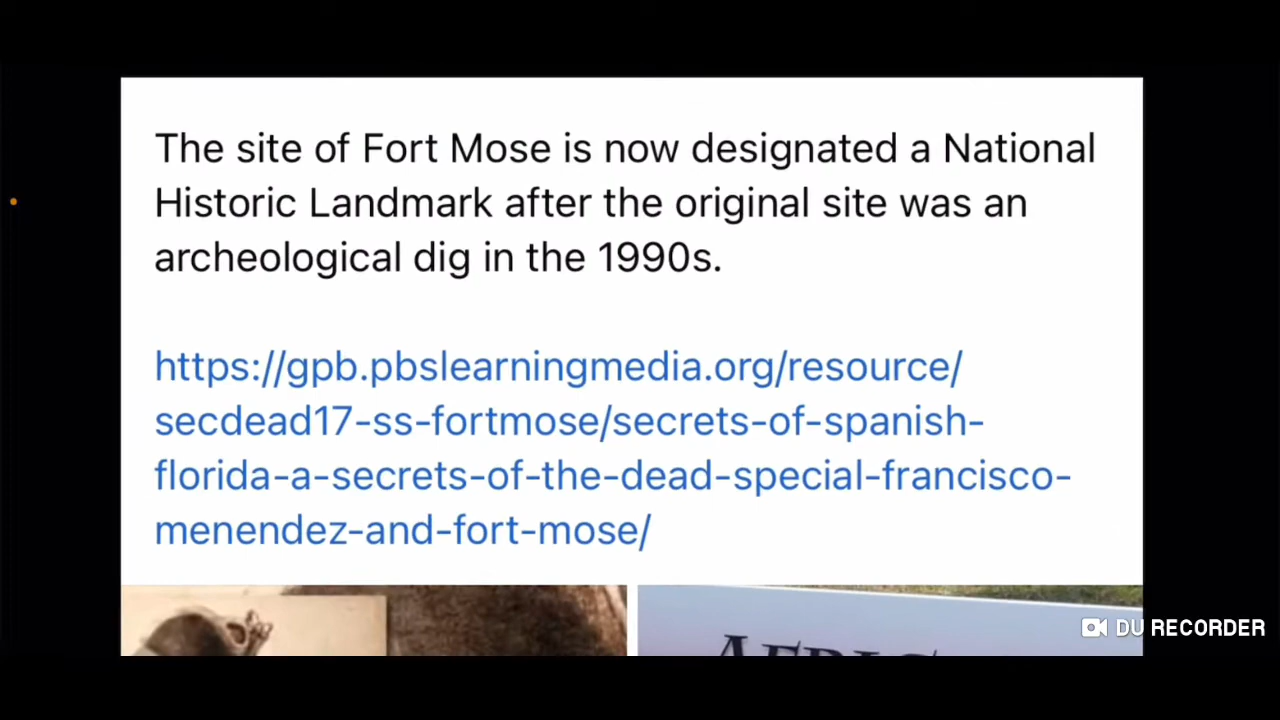 The site of Fort Mose is now designated a National
Historic Landmark after the original site was an
archeological dig in the 1990s.
https://gpb.pbslearningmedia.org/resource/
secdead17-ss-fortmose/secrets-of-spanish-
florida-a-secrets-of-the-dead-special-francisco-
menendez-and-fort-mose/
DU RECORDER